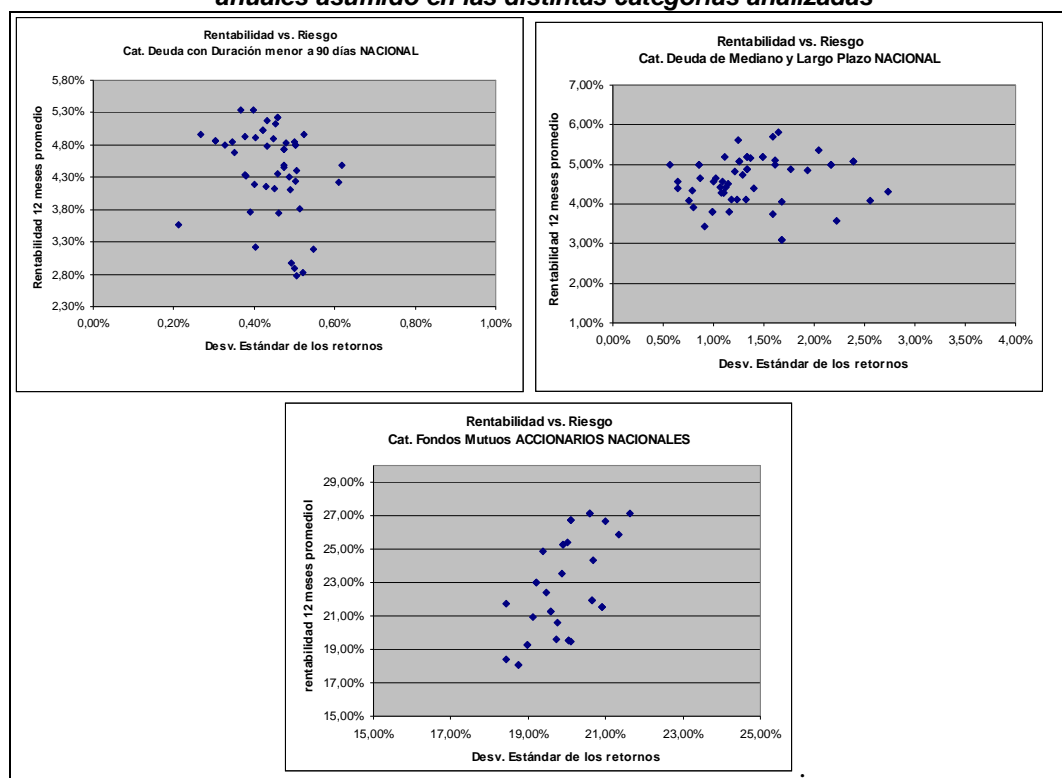 anuales asumido en las distintas categorías analizadas
Rentabilidad vs. Riesgo
Cat. Deuda con Duración menor a 90 días NACIONAL
5,80%
5,30%
4,80%
4,30%
3,80%
3,30%
2,80%
2,30%
Rentabilidad 12 meses promedio
0,00% 0,20% 0,40% 0,60% 0,80% 1,00%
Desv. Estándar de los retornos
Rentabilidad vs. Riesgo
Cat. Deuda de Mediano y Largo Plazo NACIONAL
7,00%
6,00%
5,00%
4,00%
3,00%
2,00%
1,00%
Rentabilidad 12 meses promedio
0,00% 0,50% 1,00% 1,50% 2,00% 2,50% 3,00% 3,50% 4,00%
Desv. Estándar de los retornos
Rentabilidad vs. Riesgo
Cat. Fondos Mutuos ACCIONARIOS NACIONALES
29,00%
27,00%
25,00%
23,00%
21,00%
19,00%
17,00%
15,00%
rentabilidad 12 meses promediol
15,00% 17,00% 19,00% 21,00% 23,00% 25,00%
Desv. Estándar de los retornos
.